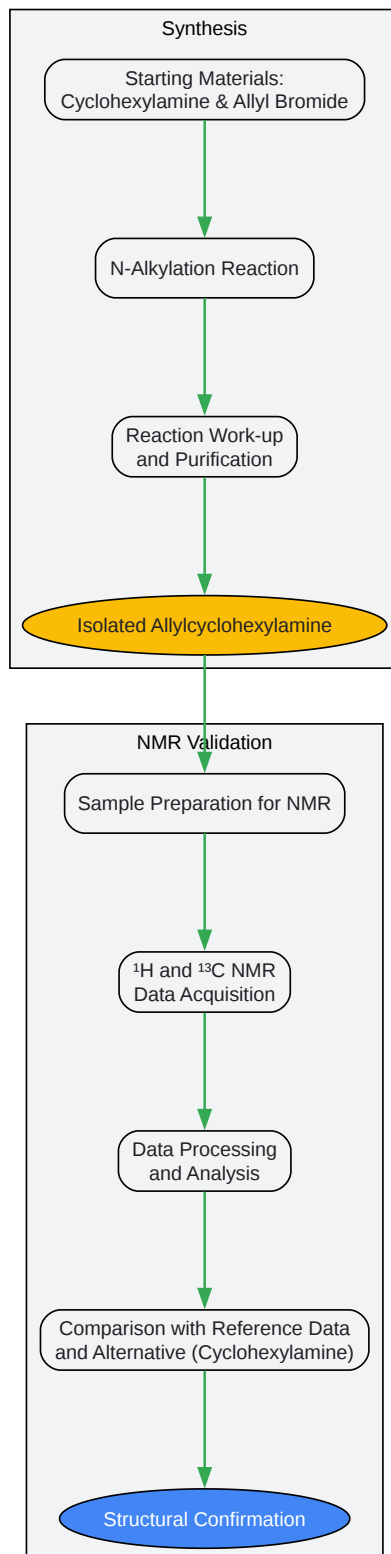 Synthesis
Starting Materials:
Cyclohexylamine & Allyl Bromide
N-Alkylation Reaction
Reaction Work-up
and Purification
Isolated Allylcyclohexylamine
NMR Validation
Sample Preparation for NMR
¹H and ¹³C NMR
Data Acquisition
Data Processing
and Analysis
Comparison with Reference Data
and Alternative (Cyclohexylamine)
Structural Confirmation